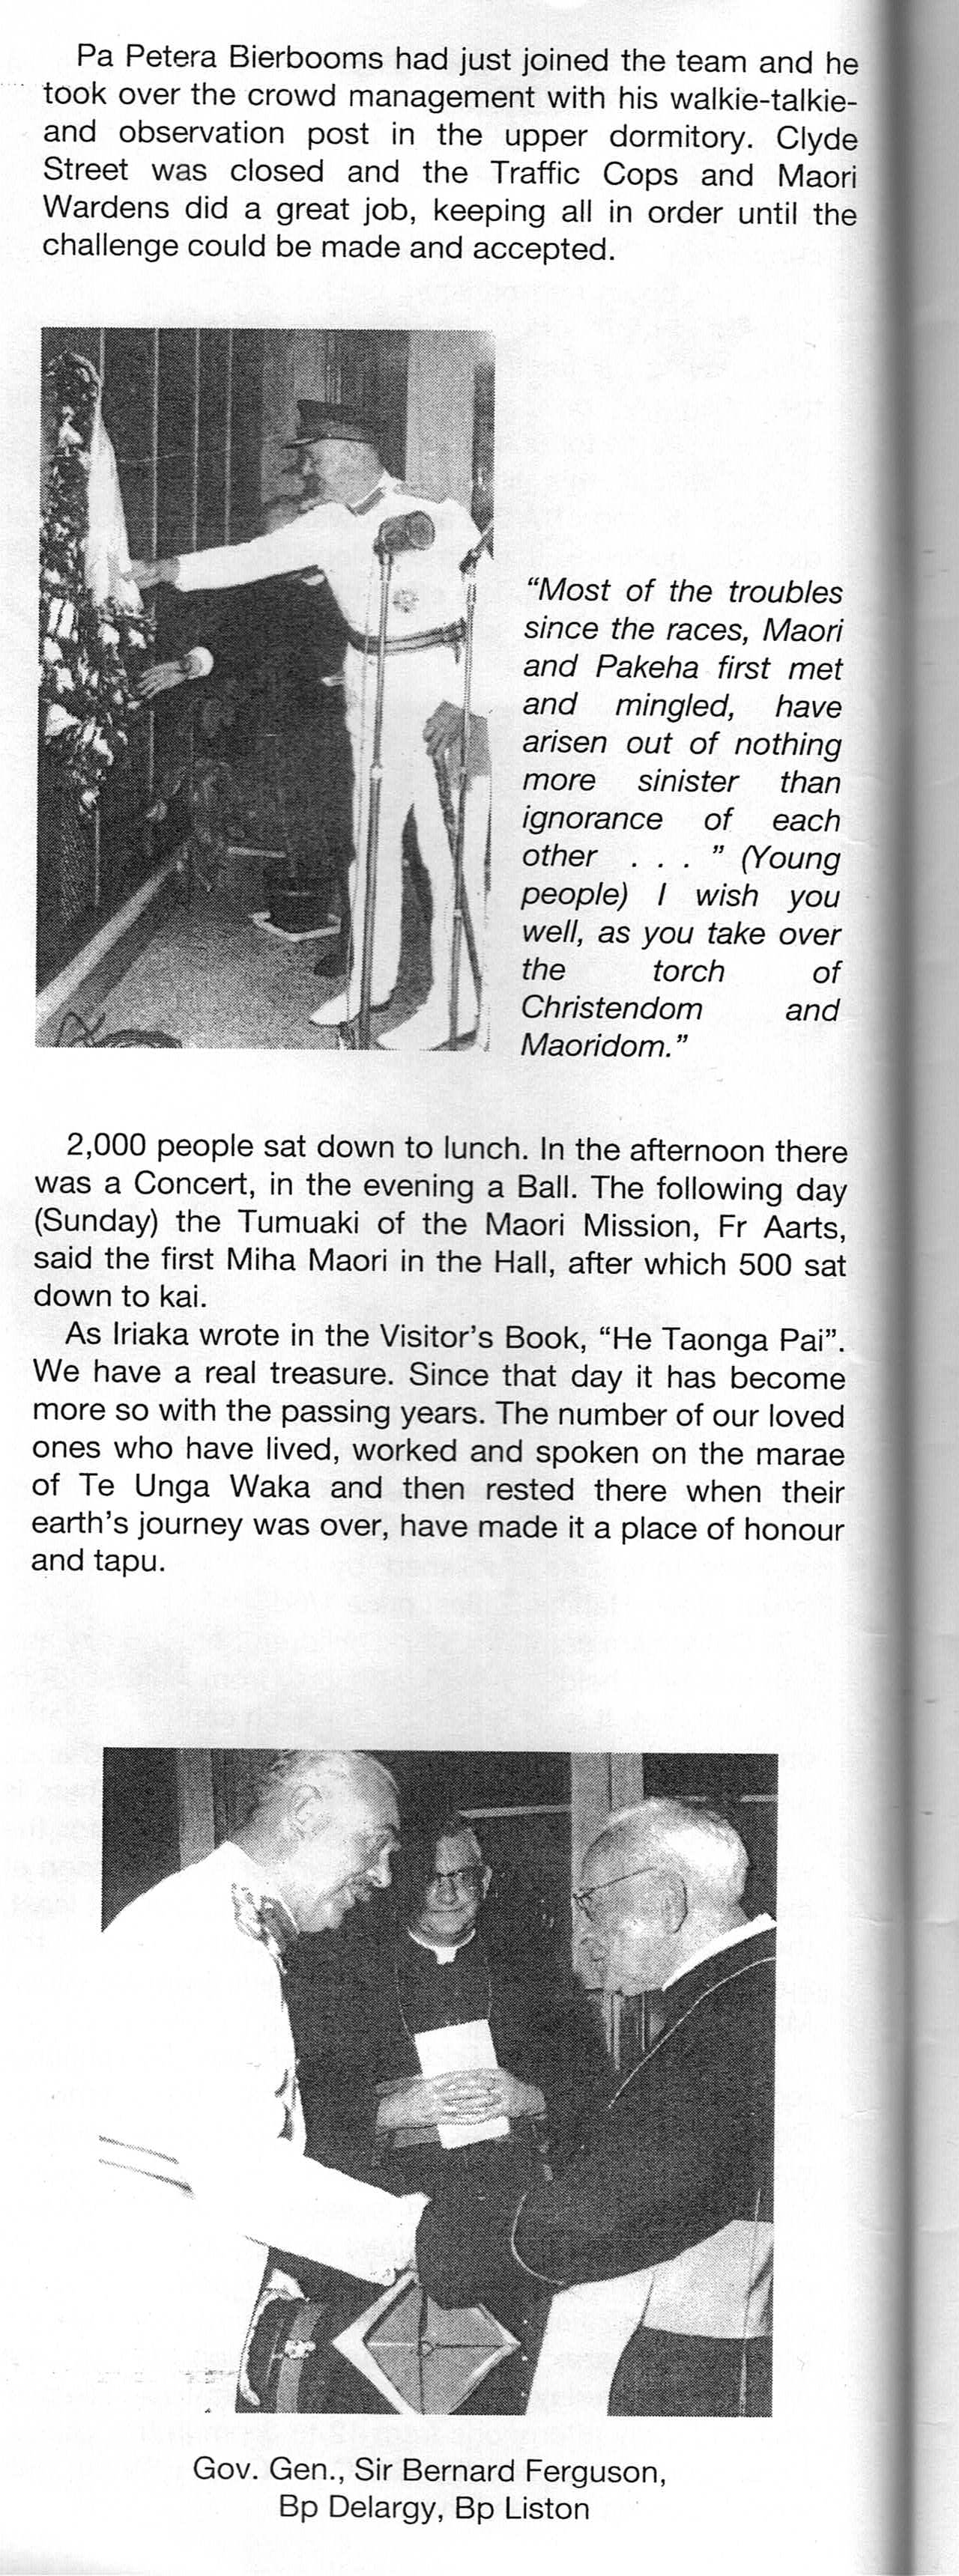 Pa Petera Bierbooms had just joined the team and he
took over the crowd management with his walkie-talkie-
and observation post in the upper dormitory. Clyde
Street was closed and the Traffic Cops and Maori
Wardens did a great job, keeping all in order until the
challenge could be made and accepted.
“Most of the troubles
since the races, Maori
and Pakeha first met
and mingled, have
arisen out of nothing
more sinister than
ignorance of each
other . . . ” (Young
people) I wish you
well, as you take over
the torch of
Christendom and
Maoridom.”
2,000 people sat down to lunch. In the afternoon there
was a Concert, in the evening a Ball. The following day
(Sunday) the Tumuaki of the Maori Mission, Fr Aarts,
said the first Miha Maori in the Hall, after which 500 sat
down to kai.
As Iriaka wrote in the Visitor’s Book, “He Taonga Pai”.
We have a real treasure. Since that day it has become
more so with the passing years. The number of our loved
ones who have lived, worked and spoken on the marae
of Te Unga Waka and then rested there when their
earth’s journey was over, have made it a place of honour
and tapu.
Gov. Gen., Sir Bernard Ferguson,
Bp Delargy, Bp Liston